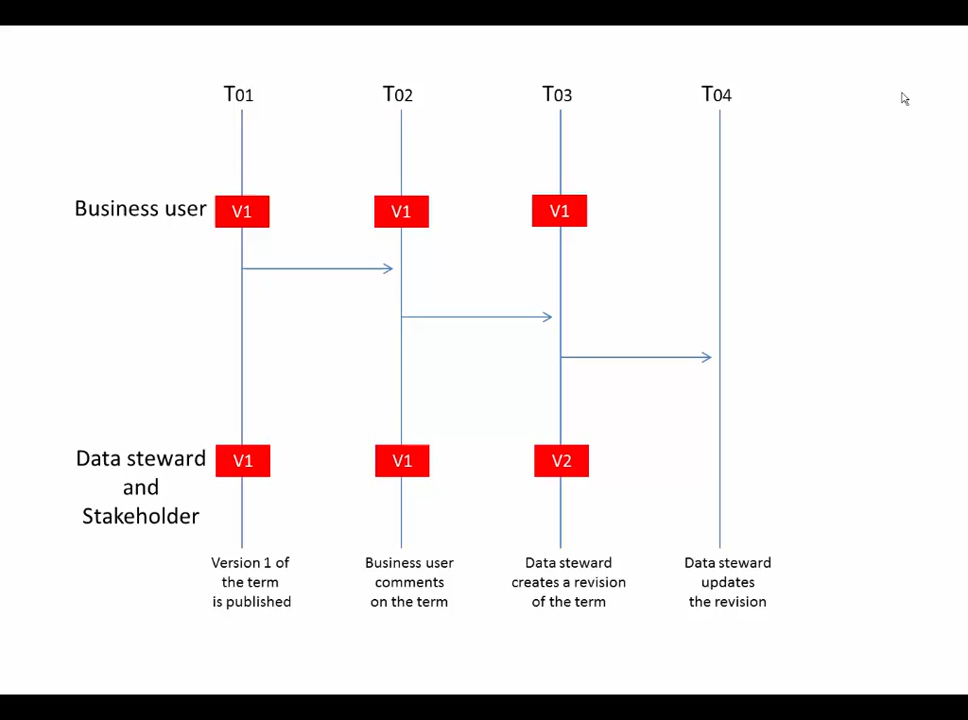 T01 T02 T03 T04
Business user V1 V1 V1
Data steward V1 V1 V2
and
Stakeholder
Version 1 of
the term
is published
Business user
comments
on the term
Data steward
creates a revision
of the term
Data steward
updates
the revision